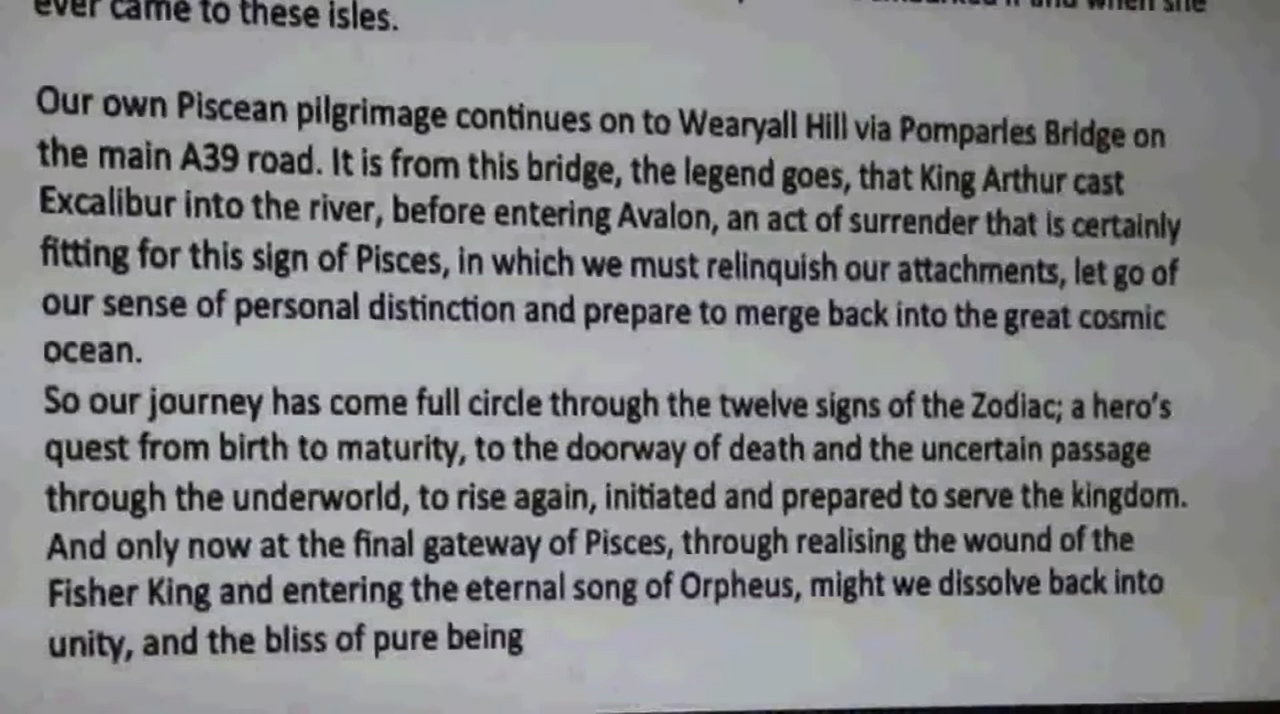 ever came to these isles. and when she
Our own Piscean pilgrimage continues on to Wearyall Hill via Pomparles Bridge on
the main A39 road. It is from this bridge, the legend goes, that King Arthur cast
Excalibur into the river, before entering Avalon, an act of surrender that is certainly
fitting for this sign of Pisces, in which we must relinquish our attachments, let go of
our sense of personal distinction and prepare to merge back into the great cosmic
ocean.
So our journey has come full circle through the twelve signs of the Zodiac; a hero’s
quest from birth to maturity, to the doorway of death and the uncertain passage
through the underworld, to rise again, initiated and prepared to serve the kingdom.
And only now at the final gateway of Pisces, through realising the wound of the
Fisher King and entering the eternal song of Orpheus, might we dissolve back into
unity, and the bliss of pure being